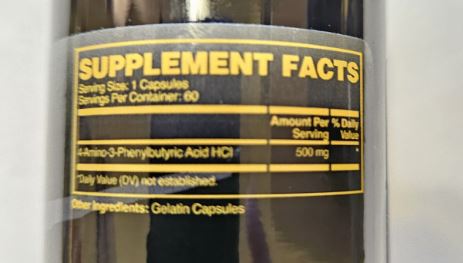 SUPPLEMENT FACTS
Serving Size: 1 Capsules
Servings Per Container: 60
Amount Per Serving
% Daily Value
4-Amino-3-Phenylbutyric Acid HCl* 500 mg
*Daily Value (DV) not established.
Other Ingredients: Gelatin Capsules